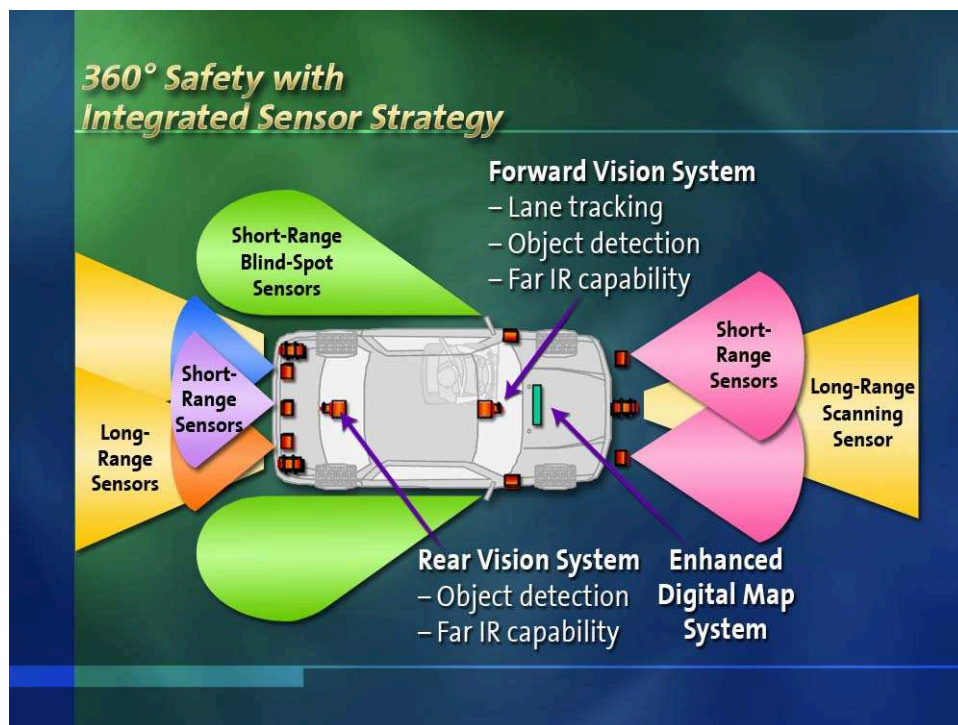 360° Safety with
Integrated Sensor Strategy
Forward Vision System
– Lane tracking
– Object detection
– Far IR capability
Short-Range
Blind-Spot
Sensors
Short-
Range
Sensors
Long-
Range
Sensors
Short-
Range
Sensors
Long-Range
Scanning
Sensor
Rear Vision System
– Object detection
– Far IR capability
Enhanced
Digital Map
System